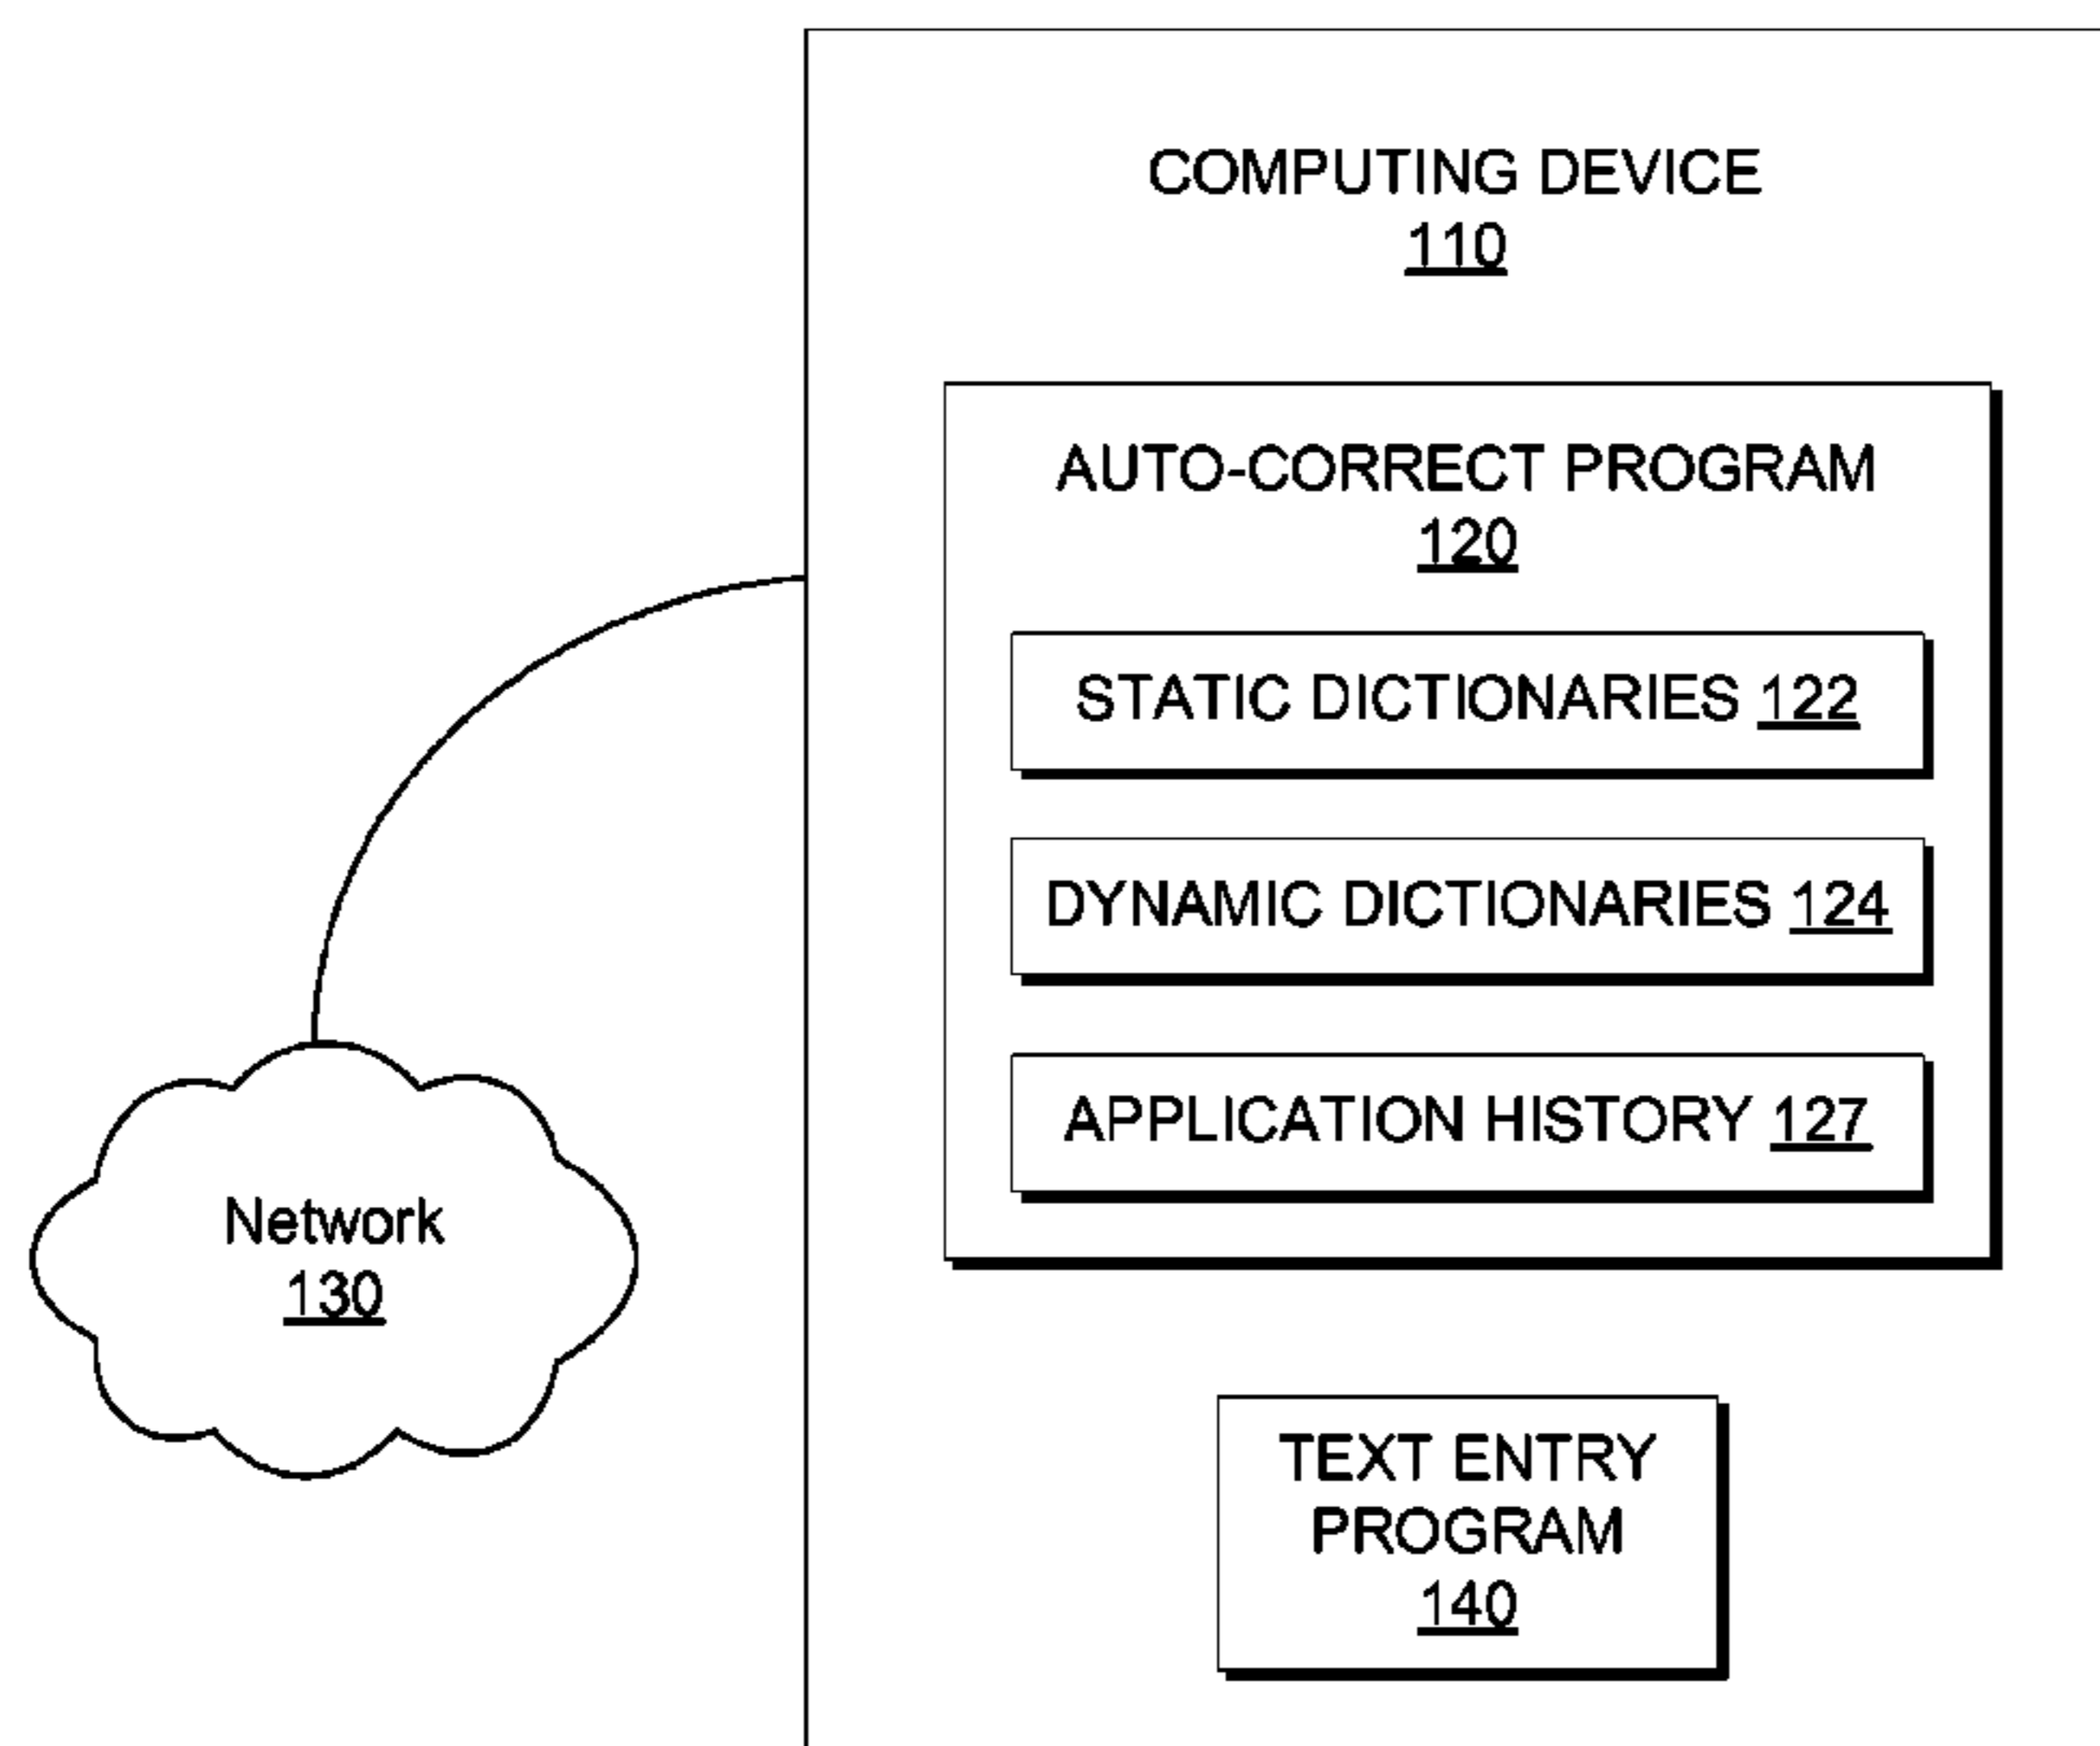 COMPUTING DEVICE
110
AUTO-CORRECT PROGRAM
120
STATIC DICTIONARIES 122
DYNAMIC DICTIONARIES 124
APPLICATION HISTORY 127
Network
130
TEXT ENTRY
PROGRAM
140